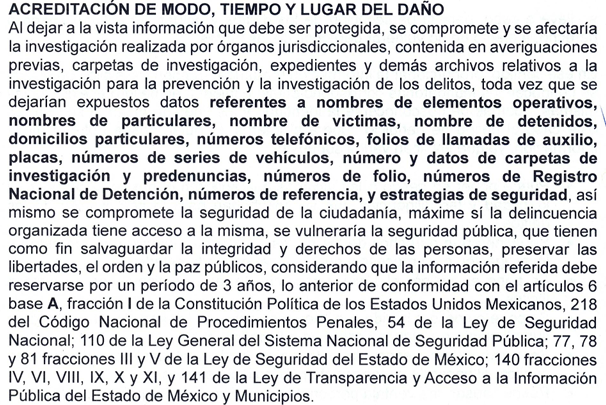 ACREDITACIÓN DE MODO, TIEMPO Y LUGAR DEL DAÑO
Al dejar a la vista información que debe ser protegida, se compromete y se afectaría
la investigación realizada por órganos jurisdiccionales, contenida en averiguaciones
previas, carpetas de investigación, expedientes y demás archivos relativos a la
investigación para la prevención y la investigación de los delitos, toda vez que se
dejarían expuestos datos referentes a nombres de elementos operativos,
nombres de particulares, nombre de victimas, nombre de detenidos,
domicilios particulares, números telefónicos, folios de llamadas de auxilio,
placas, números de series de vehículos, número y datos de carpetas de
investigación y predenuncias, números de folio, números de Registro
Nacional de Detención, números de referencia, y estrategias de seguridad, así
mismo se compromete la seguridad de la ciudadanía, máxime sí la delincuencia
organizada tiene acceso a la misma, se vulneraría la seguridad pública, que tienen
como fin salvaguardar la integridad y derechos de las personas, preservar las
libertades, el orden y la paz públicos, considerando que la información referida debe
reservarse por un período de 3 años, lo anterior de conformidad con el artículos 6
base A, fracción I de la Constitución Política de los Estados Unidos Mexicanos, 218
del Código Nacional de Procedimientos Penales, 54 de la Ley de Seguridad
Nacional; 110 de la Ley General del Sistema Nacional de Seguridad Pública; 77, 78
y 81 fracciones III y V de la Ley de Seguridad del Estado de México; 140 fracciones
IV, VI, VIII, IX, X y XI, y 141 de la Ley de Transparencia y Acceso a la Información
Pública del Estado de México y Municipios.